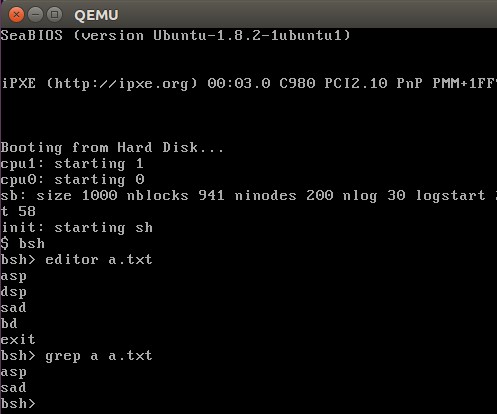 QEMU
SeaBIOS (version Ubuntu-1.8.2-1ubuntu1)
iPXE (http://ipxe.org) 00:03.0 C980 PCI2.10 PnP PMM+1FF
Booting from Hard Disk...
cpu1: starting 1
cpu0: starting 0
sb: size 1000 nblocks 941 ninodes 200 nlog 30 logstart
t 58
init: starting sh
$ bsh
bsh> editor a.txt
asp
dsp
sad
bd
exit
bsh> grep a a.txt
asp
sad
bsh>